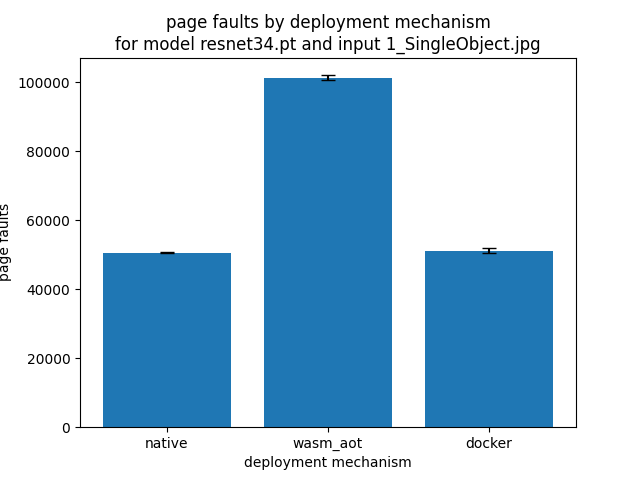 page faults by deployment mechanism
for model resnet34.pt and input 1_SingleObject.jpg
100000
80000
60000
40000
20000
0
page faults
native
wasm_aot
docker
deployment mechanism